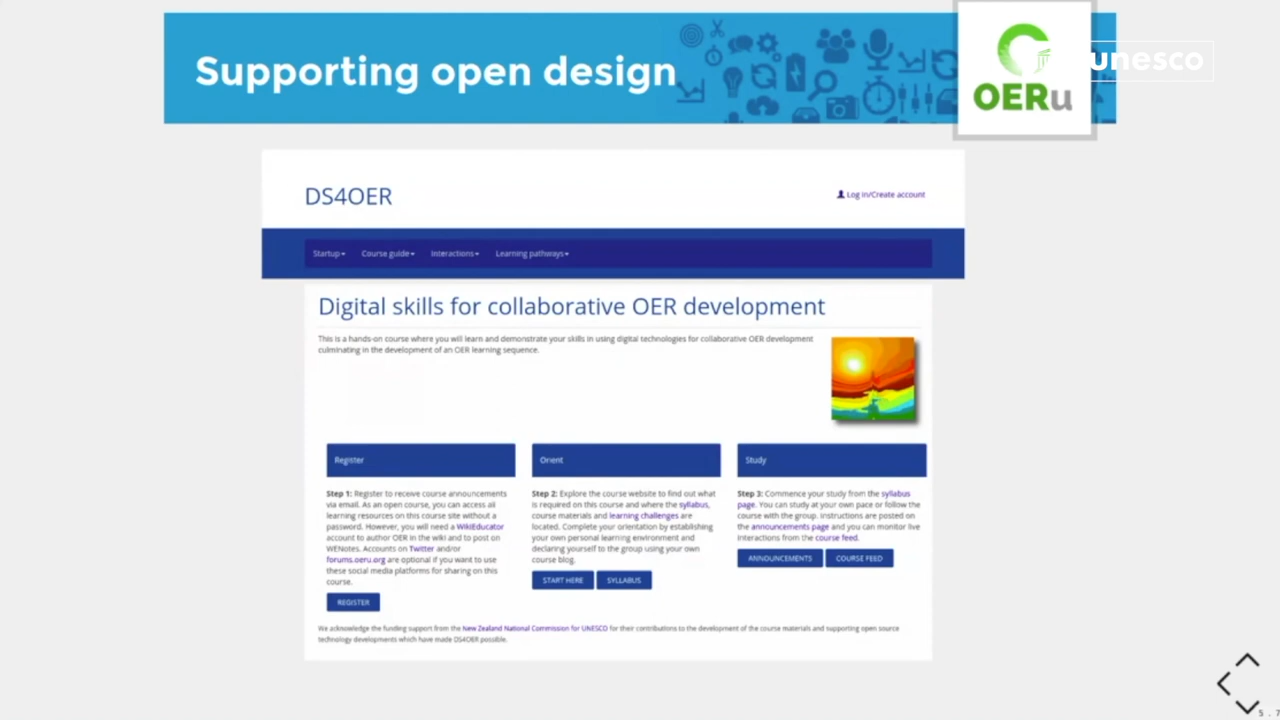 Supporting open design
OERu
unesco
DS4OER
Log in/Create account
Startup
Course guide
Interactions
Learning pathways
Digital skills for collaborative OER development
This is a hands-on course where you will learn and demonstrate your skills in using digital technologies for collaborative OER development
culminating in the development of an OER learning sequence.
Register
Step 1: Register to receive course announcements
via email. As an open course, you can access all
learning resources on this course site without a
password. However, you will need a WikiEducator
account to author OER in the wiki and to post on
WENotes. Accounts on Twitter and/or
forums.oeru.org are optional if you want to use
these social media platforms for sharing on this
course.
REGISTER
Orient
Step 2: Explore the course website to find out what
is required on this course and where the syllabus,
course materials and learning challenges are
located. Complete your orientation by establishing
your own personal learning environment and
declaring yourself to the group using your own
course blog.
START HERE
SYLLABUS
Study
Step 3: Commence your study from the syllabus
page. You can study at your own pace or follow the
course with the group. Instructions are posted on
the announcements page and you can monitor live
interactions from the course feed.
ANNOUNCEMENTS
COURSE FEED
We acknowledge the funding support from the New Zealand National Commission for UNESCO for their contributions to the development of the course materials and supporting open source
technology developments which have made DS4OER possible.
5 . 7